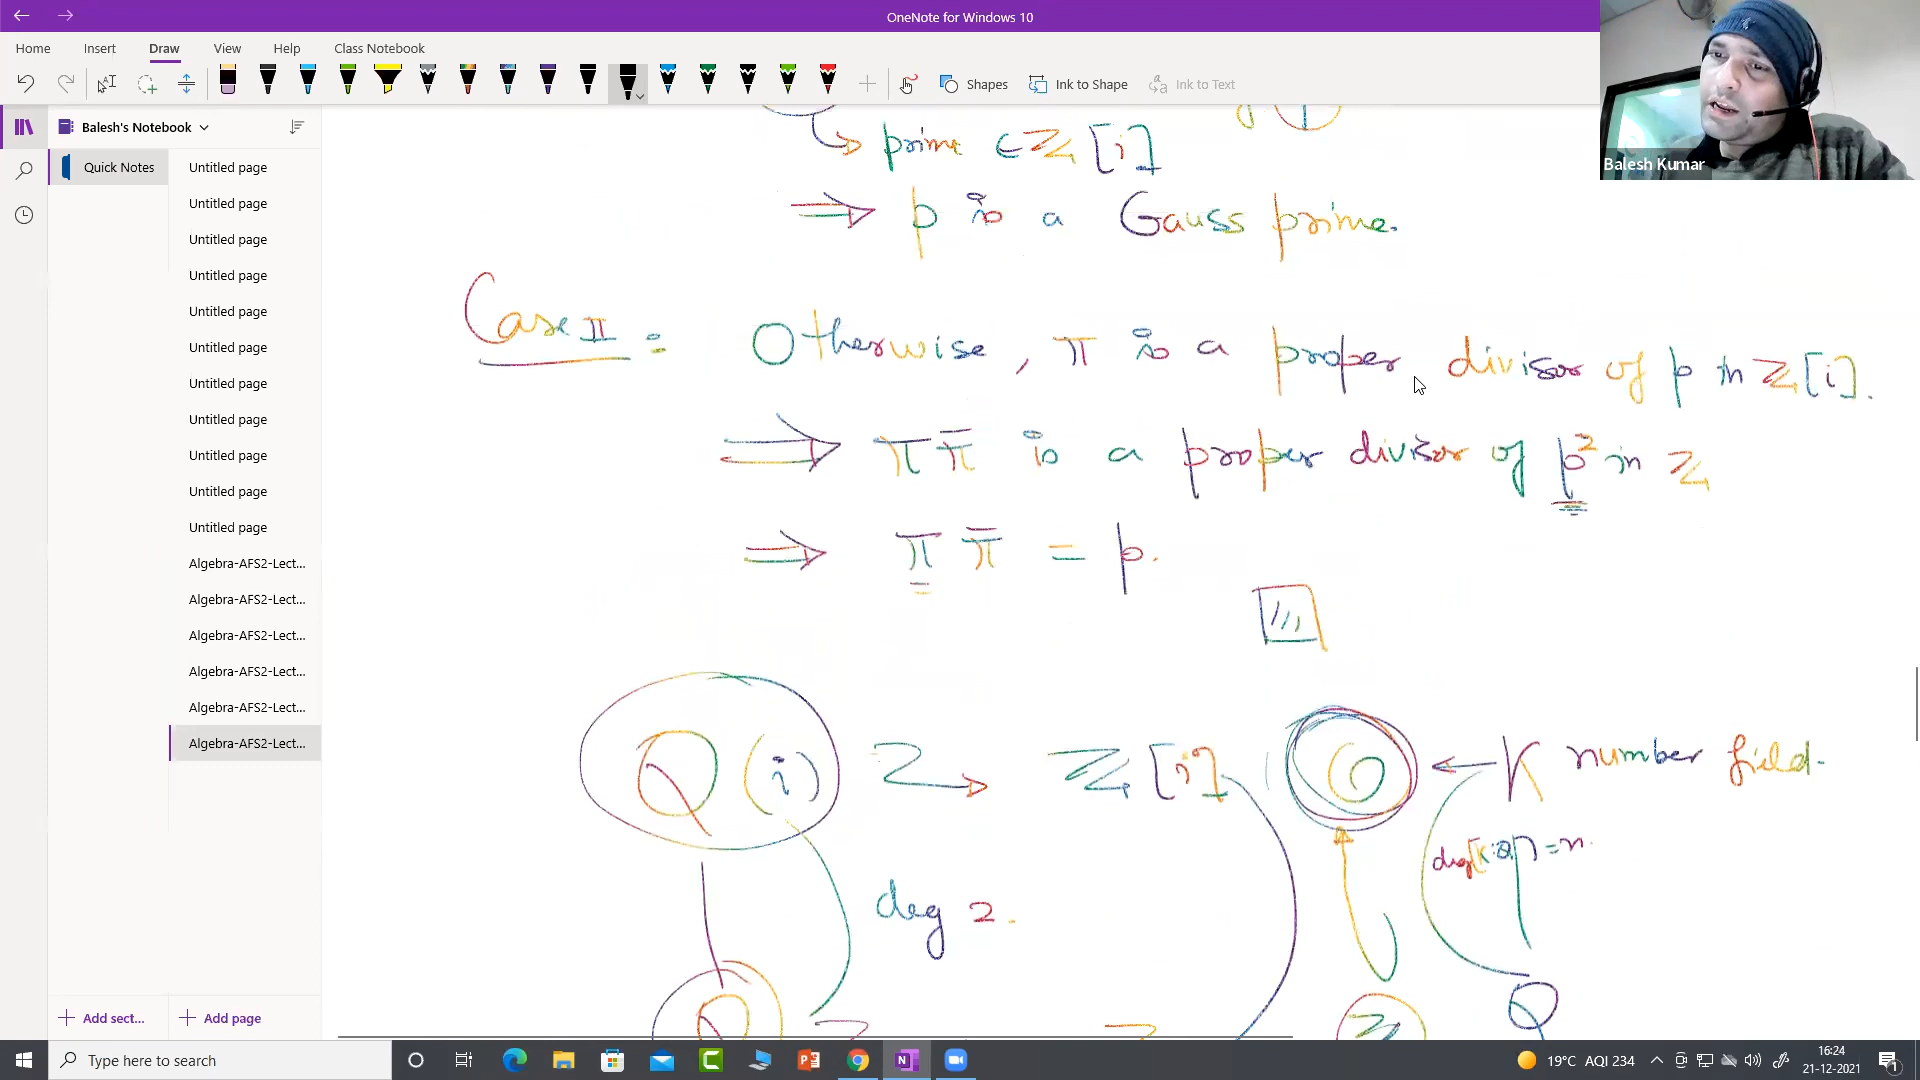 OneNote for Windows 10
Home Insert Draw View Help Class Notebook
Shapes Ink to Shape Ink to Text
Balesh Kumar
Balesh's Notebook
Quick Notes
Untitled page
Untitled page
Untitled page
Untitled page
Untitled page
Untitled page
Untitled page
Untitled page
Untitled page
Untitled page
Untitled page
Algebra-AFS2-Lect...
Algebra-AFS2-Lect...
Algebra-AFS2-Lect...
Algebra-AFS2-Lect...
Algebra-AFS2-Lect...
Algebra-AFS2-Lect...
Add sect...
Add page
prime ∈ ℤ[i]
⇒ p is a Gauss prime.
Case II : Otherwise, π is a proper divisor of p in ℤ[i].
⇒ π π̄ is a proper divisor of p² in ℤ
⇒ π π̄ = p.
Q(i) ⊇ ℤ[i] O ← K number field.
deg 2.
deg[K:Q] = n.
Q
ℤ
Q
Type here to search
19°C AQI 234
16:24
21-12-2021
1